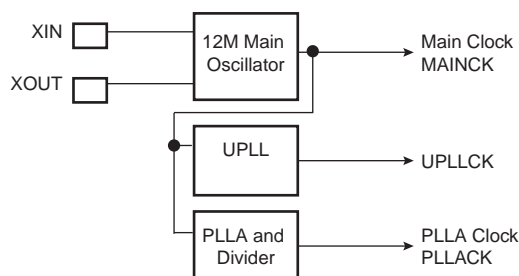 XIN
XOUT
12M Main
Oscillator
Main Clock
MAINCK
UPLL
UPLLCK
PLLA and
Divider
PLLA Clock
PLLACK